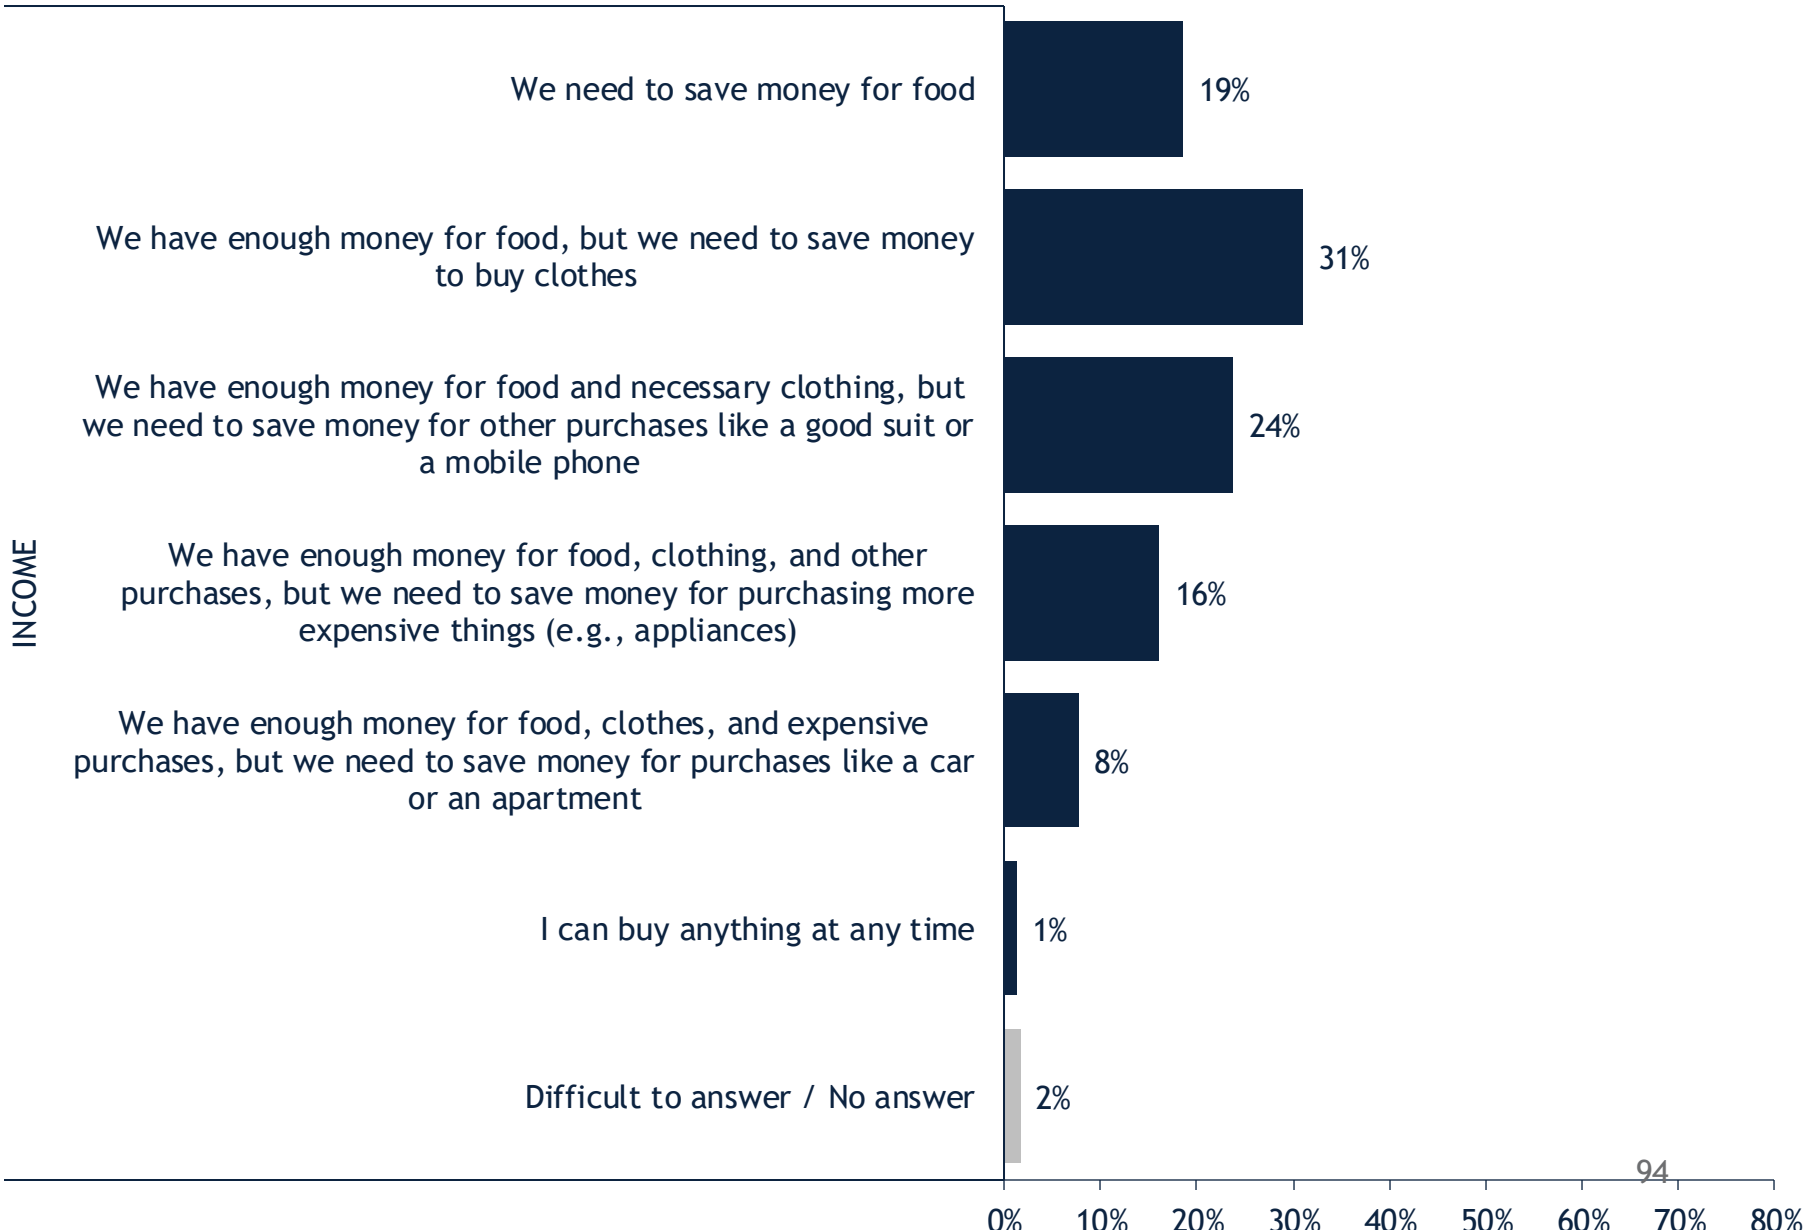 We need to save money for food
19%
We have enough money for food, but we need to save money
to buy clothes
31%
We have enough money for food and necessary clothing, but
we need to save money for other purchases like a good suit or
a mobile phone
24%
INCOME
We have enough money for food, clothing, and other
purchases, but we need to save money for purchasing more
expensive things (e.g., appliances)
16%
We have enough money for food, clothes, and expensive
purchases, but we need to save money for purchases like a car
or an apartment
8%
I can buy anything at any time
1%
Difficult to answer / No answer
2%
94
0% 10% 20% 30% 40% 50% 60% 70% 80%